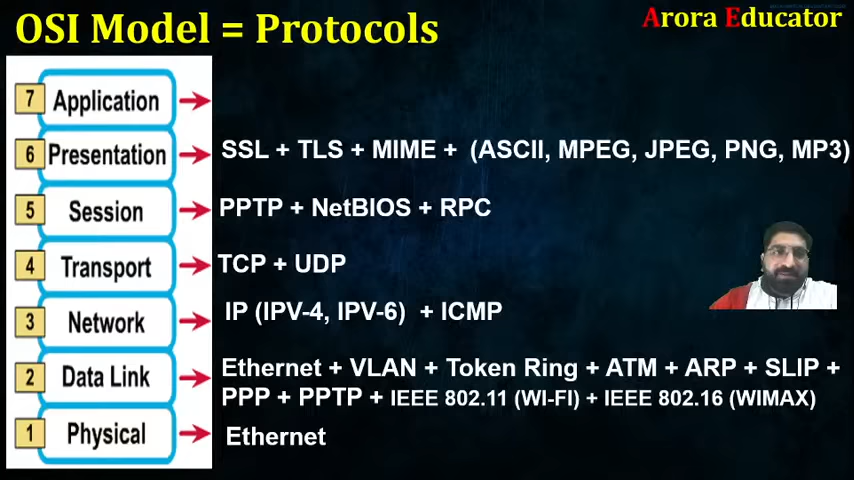 OSI Model = Protocols
Arora Educator
7 Application
6 Presentation SSL + TLS + MIME + (ASCII, MPEG, JPEG, PNG, MP3)
5 Session PPTP + NetBIOS + RPC
4 Transport TCP + UDP
3 Network IP (IPV-4, IPV-6) + ICMP
2 Data Link Ethernet + VLAN + Token Ring + ATM + ARP + SLIP +
PPP + PPTP + IEEE 802.11 (WI-FI) + IEEE 802.16 (WIMAX)
1 Physical Ethernet